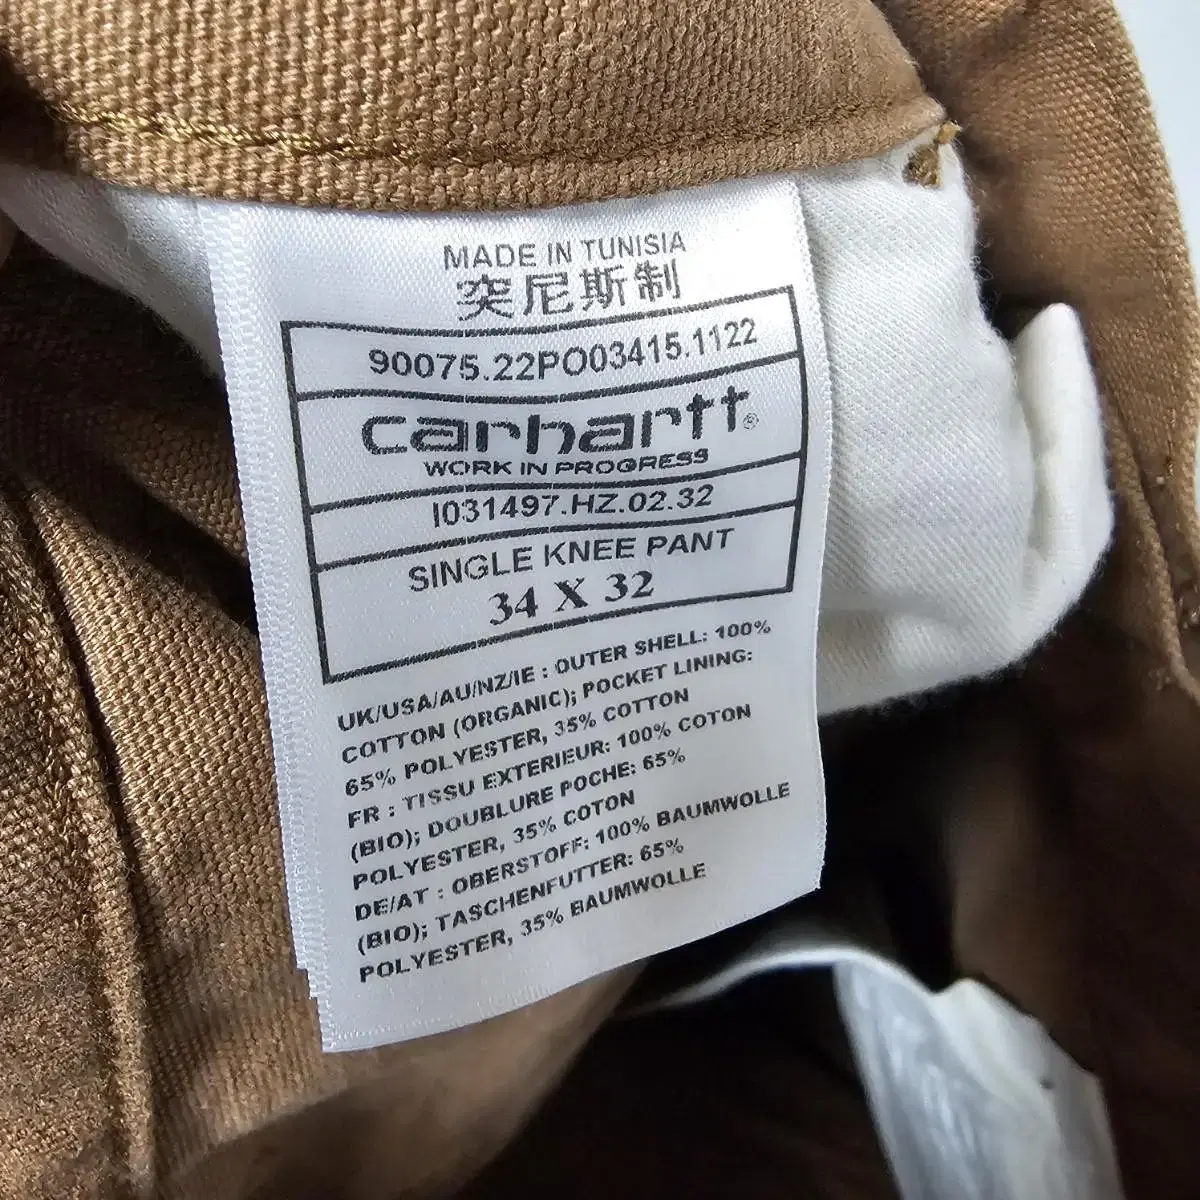 MADE IN TUNISIA
突尼斯制
90075.22PO03415.1122
carhartt®
WORK IN PROGRESS
I031497.HZ.02.32
SINGLE KNEE PANT
34 X 32
UK/USA/AU/NZ/IE : OUTER SHELL: 100%
COTTON (ORGANIC); POCKET LINING:
65% POLYESTER, 35% COTTON
FR : TISSU EXTERIEUR: 100% COTON
(BIO); DOUBLURE POCHE: 65%
POLYESTER, 35% COTON
DE/AT : OBERSTOFF: 100% BAUMWOLLE
(BIO); TASCHENFUTTER: 65%
POLYESTER, 35% BAUMWOLLE